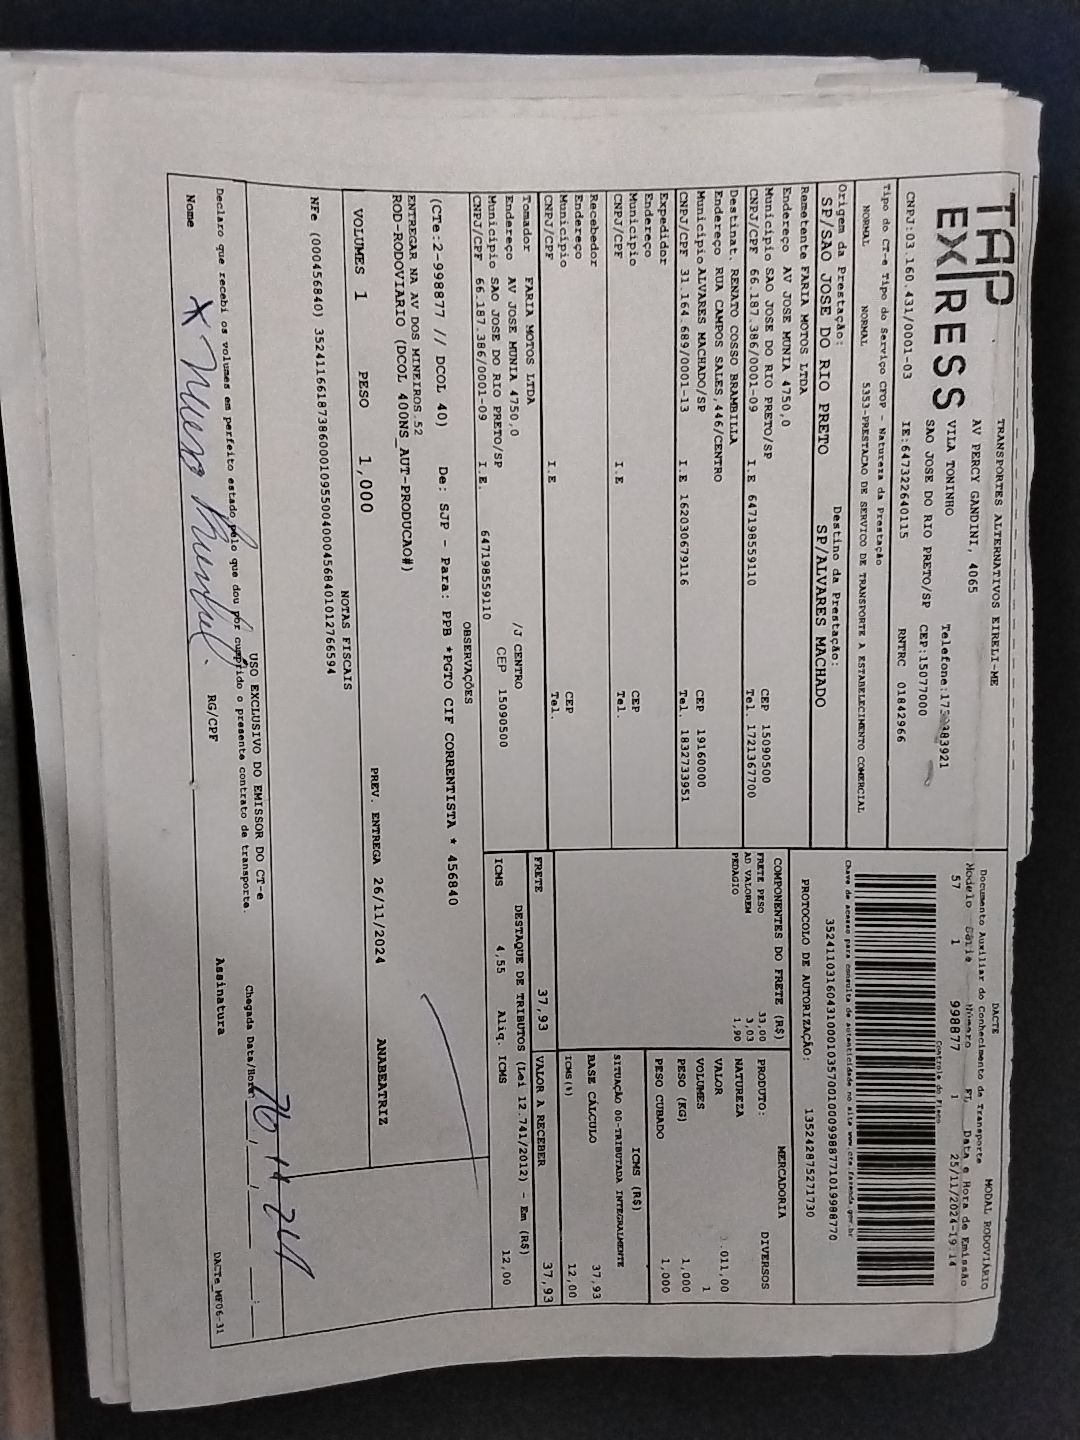 TAP
EXPRESS
TRANSPORTES ALTERNATIVOS EIRELI-ME
AV PERCY GANDINI, 4065
VILA TONINHO
SAO JOSE DO RIO PRETO/SP CEP:15077000
CNPJ:03.160.431/0001-03 IE:647322640115 RNTRC 01842966
Telefone:17 383921
DACTE MODAL RODOVIÁRIO
Documento Auxiliar do Conhecimento de Transporte
Modelo Série Número FL Data e Hora de Emissão
57 1 998877 1 25/11/2024-19:14
Controle do Fisco
Chave de acesso para consulta de autenticidade no site www.cte.fazenda.gov.br
35241103160431000103570010009988771019988770
PROTOCOLO DE AUTORIZAÇÃO: 135242875271730
Tipo do CT-e Tipo do Serviço CFOP - Natureza da Prestação
NORMAL NORMAL 5353-PRESTACAO DE SERVICO DE TRANSPORTE A ESTABELECIMENTO COMERCIAL
Origem da Prestação: Destino da Prestação:
SP/SAO JOSE DO RIO PRETO SP/ALVARES MACHADO
Remetente FARIA MOTOS LTDA
Endereço AV JOSE MUNIA 4750,0
Município SAO JOSE DO RIO PRETO/SP CEP 15090500
CNPJ/CPF 66.187.386/0001-09 I.E 647198559110 Tel. 1721367700
Destinat. RENATO COSSO BRAMBILLA
Endereço RUA CAMPOS SALES,446/CENTRO
Município ALVARES MACHADO/SP CEP 19160000
CNPJ/CPF 31.164.689/0001-13 I.E 162030679116 Tel. 1832733951
Expedidor
Endereço
Município CEP
CNPJ/CPF I.E Tel.
Recebedor
Endereço
Município CEP
CNPJ/CPF I.E Tel.
Tomador FARIA MOTOS LTDA
Endereço AV JOSE MUNIA 4750,0 /J CENTRO
Município SAO JOSE DO RIO PRETO/SP CEP 15090500
CNPJ/CPF 66.187.386/0001-09 I.E. 647198559110
COMPONENTES DO FRETE (R$)
FRETE PESO 33,00
AD VALOREM 3,03
PEDAGIO 1,90
MERCADORIA
PRODUTO: DIVERSOS
NATUREZA
VALOR .011,00
VOLUMES 1
PESO (KG) 1,000
PESO CUBADO 1,000
ICMS (R$)
SITUAÇÃO 00-TRIBUTADA INTEGRALMENTE
BASE CÁLCULO 37,93
ICMS(%) 12,00
FRETE 37,93 VALOR A RECEBER 37,93
DESTAQUE DE TRIBUTOS (Lei 12.741/2012) - Em (R$)
ICMS 4,55 Aliq. ICMS 12,00
OBSERVAÇÕES
(CTe:2-998877 // DCOL 40) De: SJP - Para: PPB *PGTO CIF CORRENTISTA * 456840
ENTREGAR NA AV DOS MINEIROS 52
ROD-RODOVIARIO (DCOL 400NS_AUT-PRODUCAO#)
VOLUMES 1 PESO 1,000 PREV. ENTREGA 26/11/2024 ANABEATRIZ
NOTAS FISCAIS
NFe (000456840) 35241166187386000109550040004568401012766594
USO EXCLUSIVO DO EMISSOR DO CT-e
Declaro que recebi os volumes em perfeito estado pelo que dou por cumprido o presente contrato de transporte.
Chegada Data/Hora: 26 11 24
Nome RG/CPF Assinatura
DACTe_MF06-31